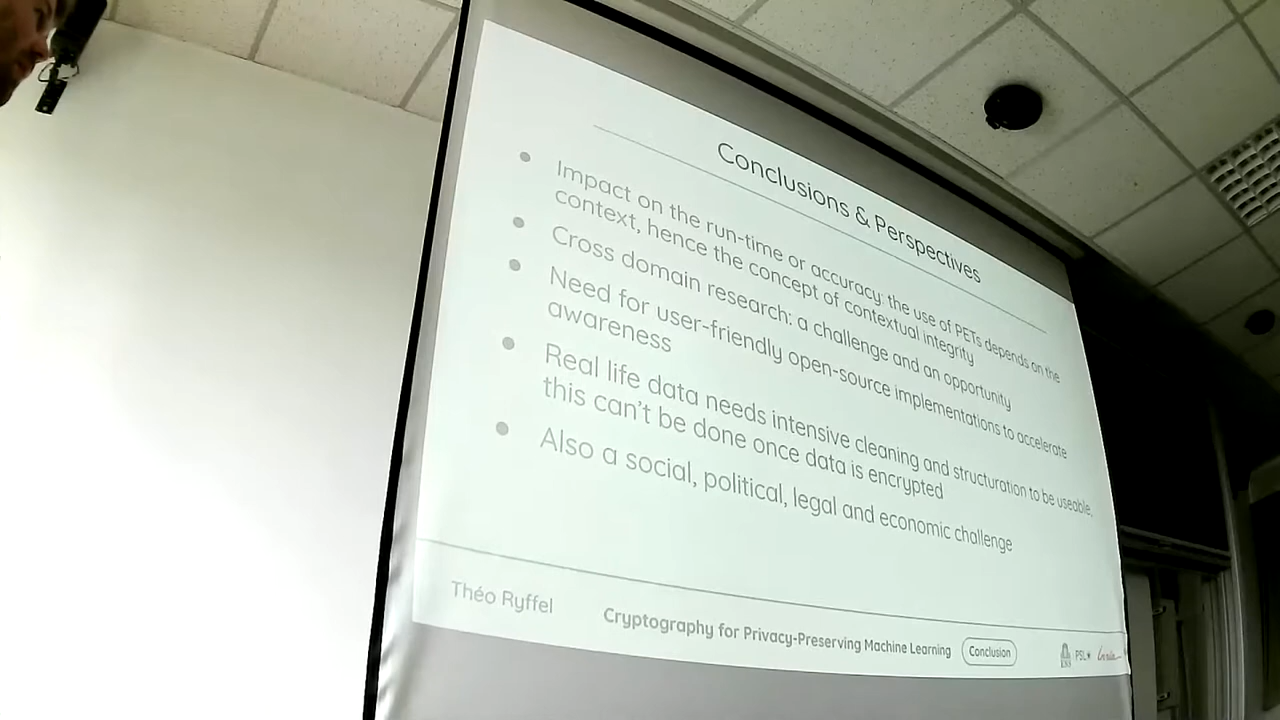 Conclusions & Perspectives
Impact on the run-time or accuracy: the use of PETs depends on the
context, hence the concept of contextual integrity
Cross domain research: a challenge and an opportunity
Need for user-friendly open-source implementations to accelerate
awareness
Real life data needs intensive cleaning and structuration to be useable,
this can't be done once data is encrypted
Also a social, political, legal and economic challenge
Théo Ryffel
Cryptography for Privacy-Preserving Machine Learning
Conclusion
ENS
PSL★
Inria